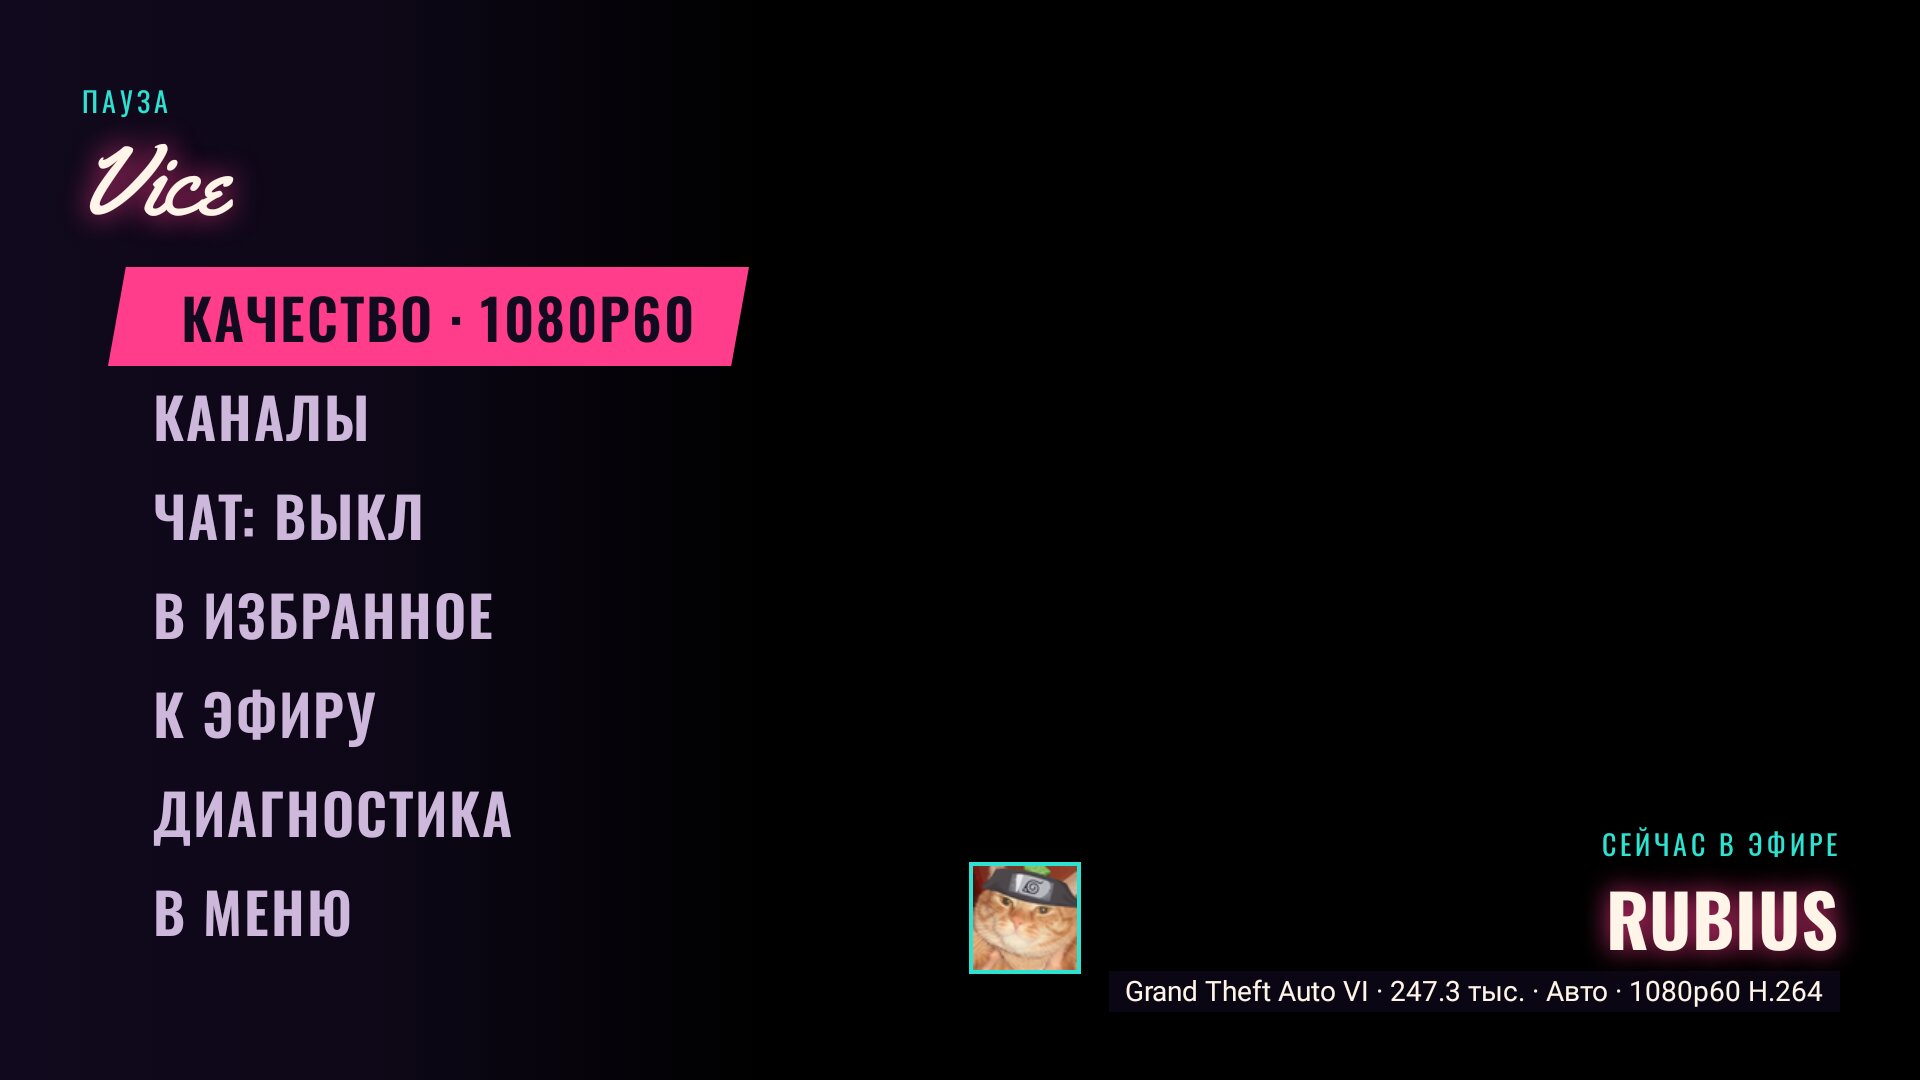 ПАУЗА
Vice
КАЧЕСТВО · 1080P60
КАНАЛЫ
ЧАТ: ВЫКЛ
В ИЗБРАННОЕ
К ЭФИРУ
ДИАГНОСТИКА
В МЕНЮ
СЕЙЧАС В ЭФИРЕ
RUBIUS
Grand Theft Auto VI · 247.3 тыс. · Авто · 1080p60 H.264